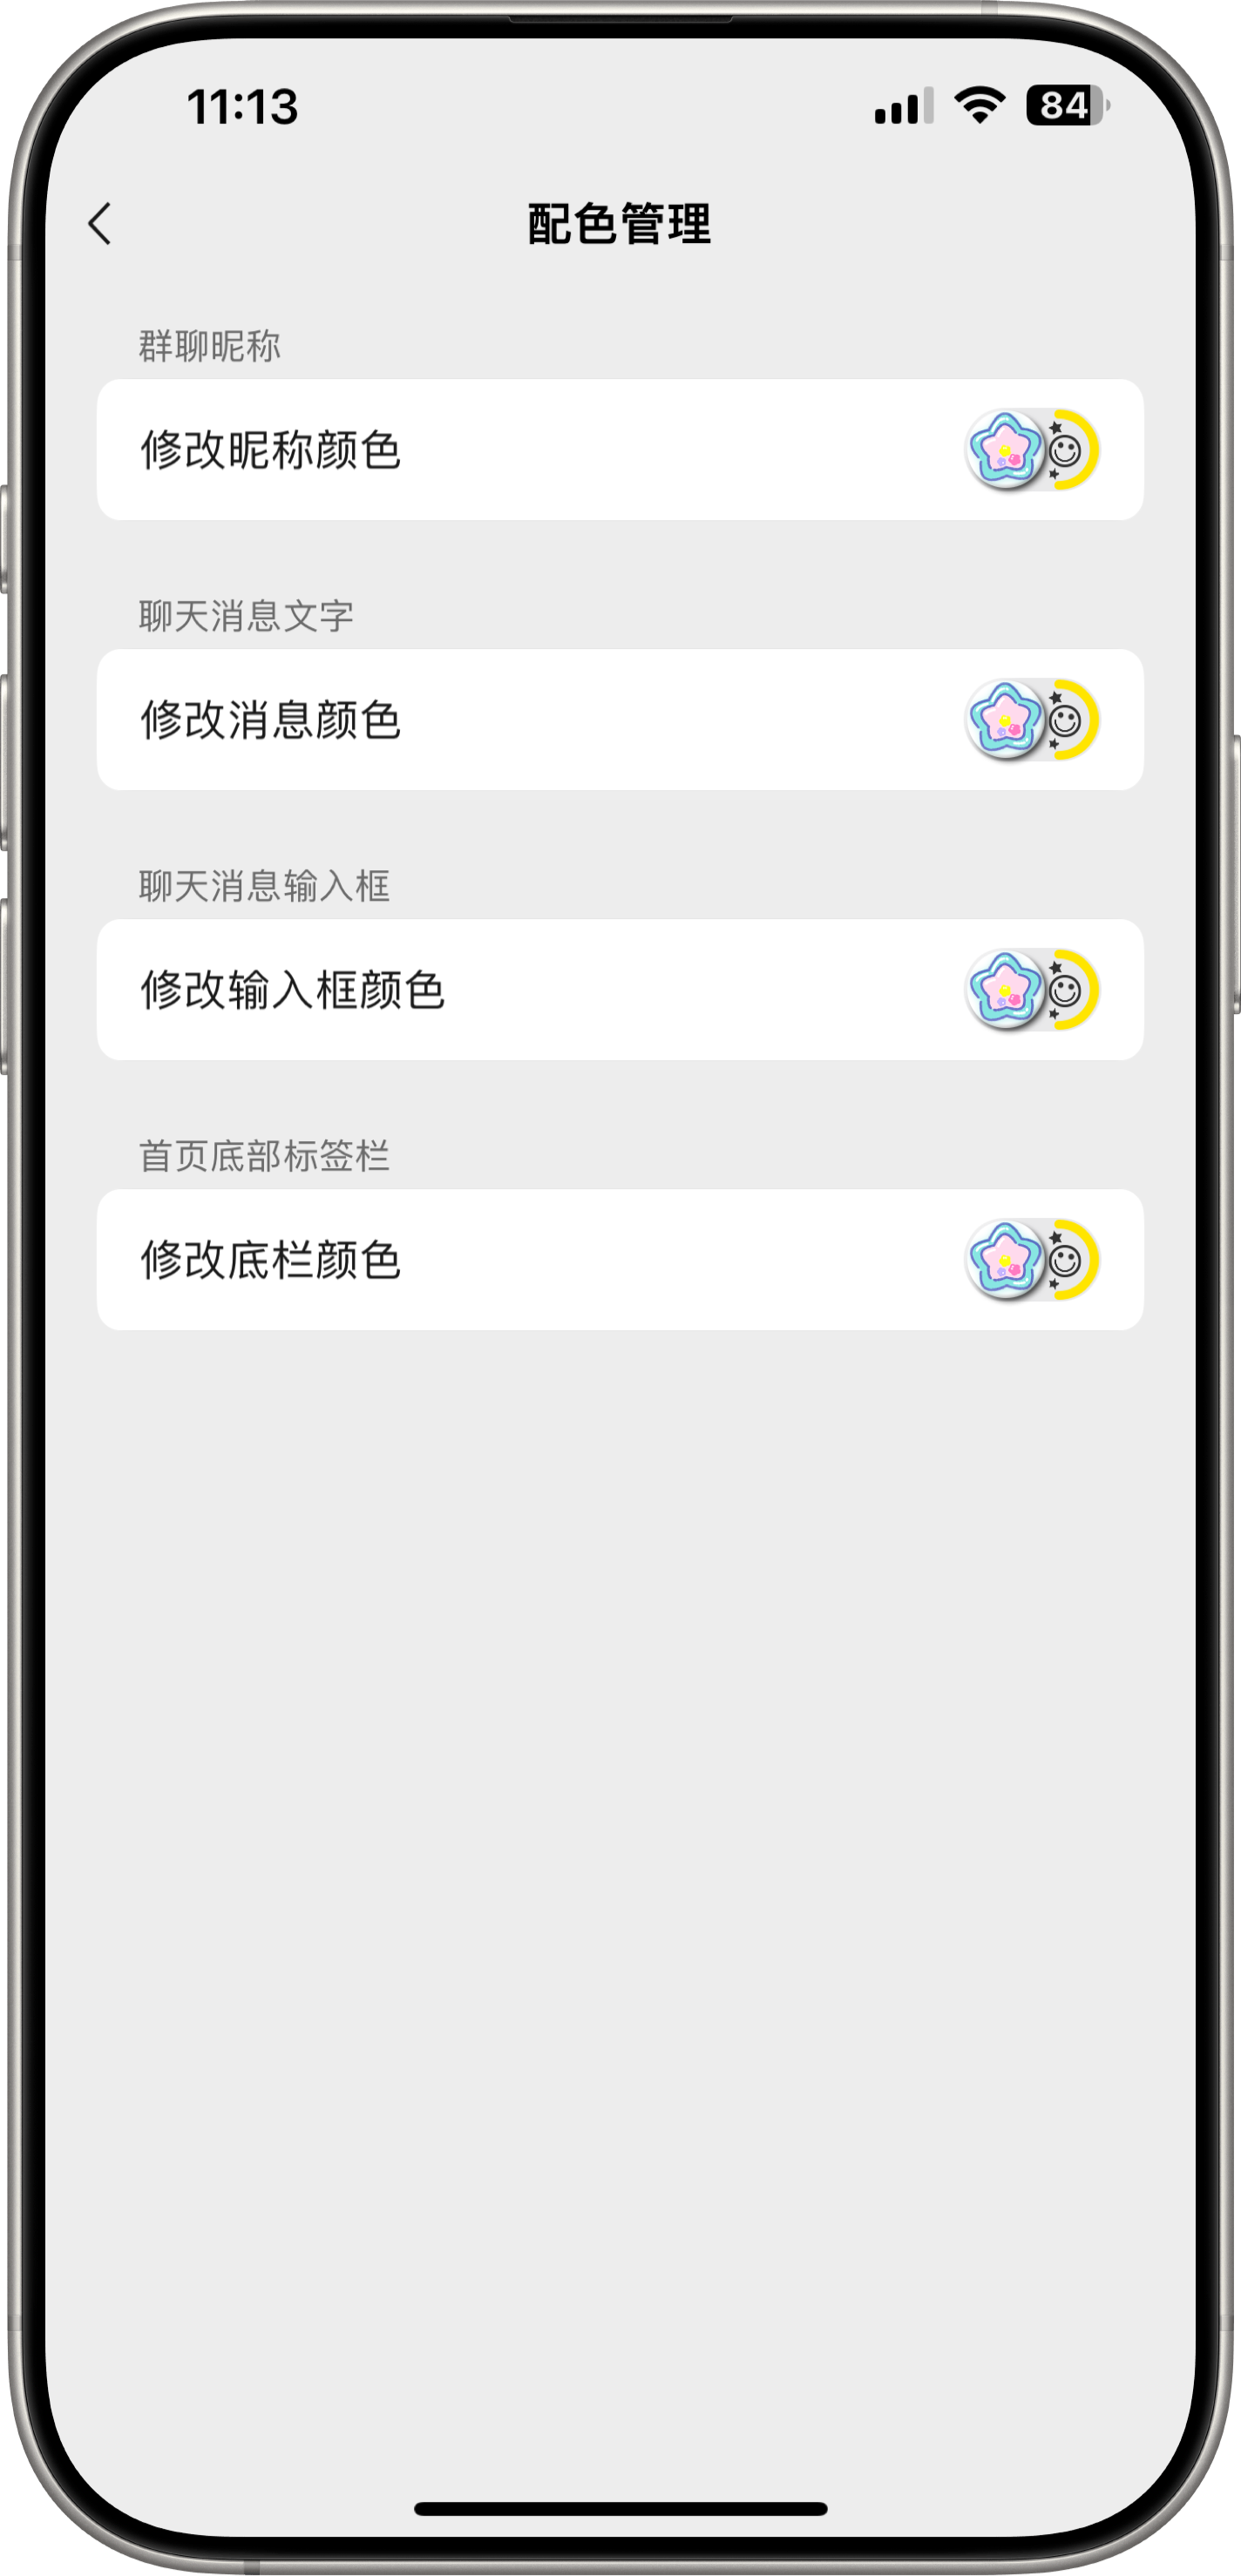 11:13
84
配色管理
群聊昵称
修改昵称颜色
聊天消息文字
修改消息颜色
聊天消息输入框
修改输入框颜色
首页底部标签栏
修改底栏颜色